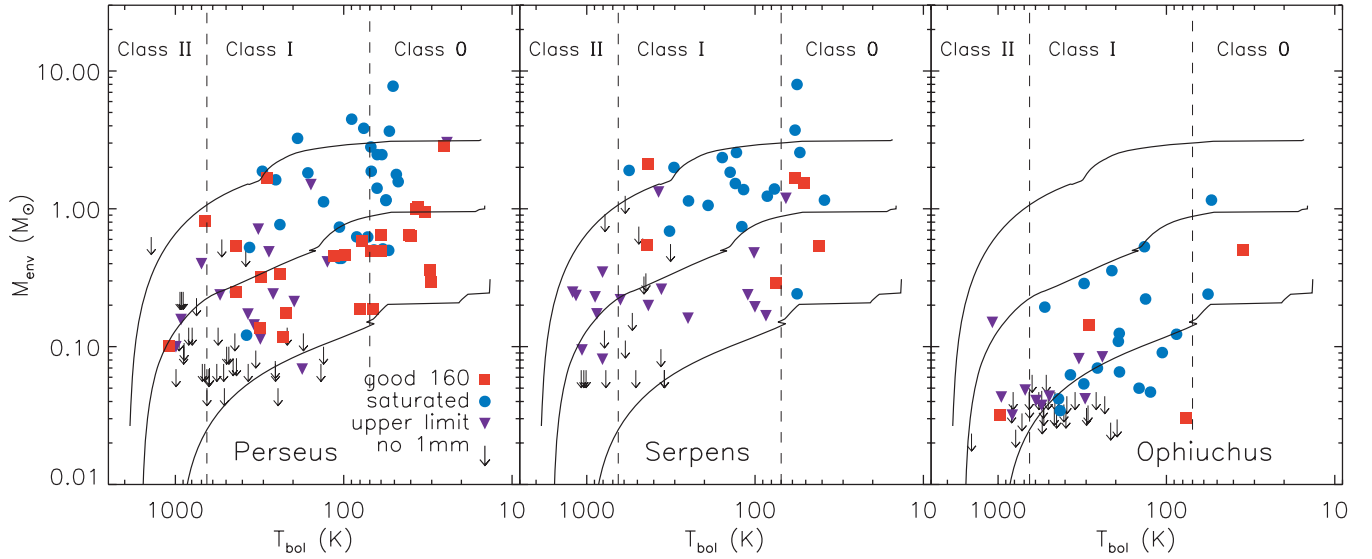 Class II Class I Class 0 Class II Class I Class 0 Class II Class I Class 0
10.00
1.00
0.10
0.01
M_env (M_⊙)
good 160
saturated
upper limit
no 1mm
Perseus Serpens Ophiuchus
1000 100 10 1000 100 10 1000 100 10
T_bol (K) T_bol (K) T_bol (K)